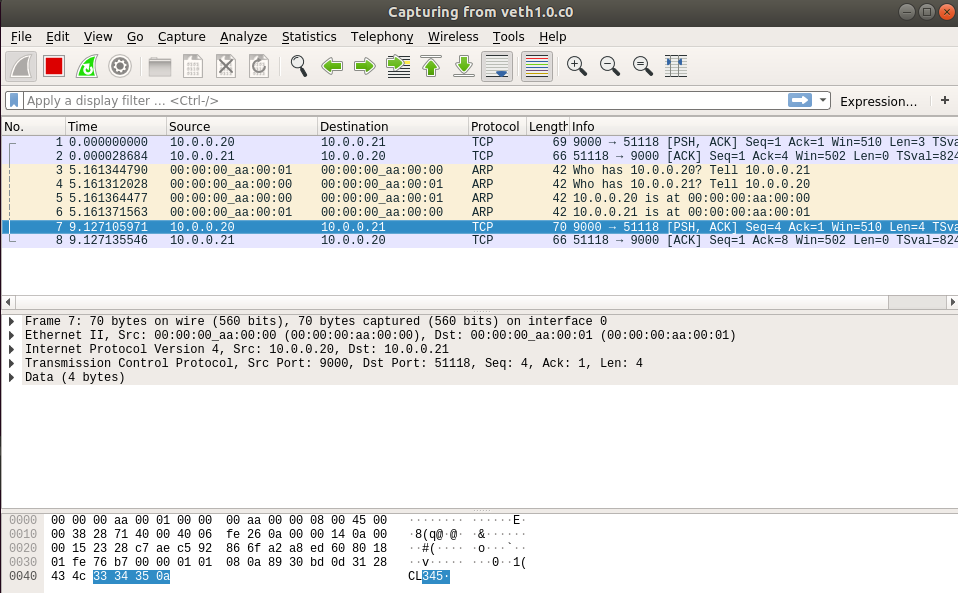 Capturing from veth1.0.c0
File Edit View Go Capture Analyze Statistics Telephony Wireless Tools Help
Apply a display filter … <Ctrl-/> Expression… +
No. Time Source Destination Protocol Length Info
1 0.000000000 10.0.0.20 10.0.0.21 TCP 69 9000 → 51118 [PSH, ACK] Seq=1 Ack=1 Win=510 Len=3 TSv
2 0.000028684 10.0.0.21 10.0.0.20 TCP 66 51118 → 9000 [ACK] Seq=1 Ack=4 Win=502 Len=0 TSval=824
3 5.161344790 00:00:00_aa:00:01 00:00:00_aa:00:00 ARP 42 Who has 10.0.0.20? Tell 10.0.0.21
4 5.161312028 00:00:00_aa:00:00 00:00:00_aa:00:01 ARP 42 Who has 10.0.0.21? Tell 10.0.0.20
5 5.161364477 00:00:00_aa:00:00 00:00:00_aa:00:01 ARP 42 10.0.0.20 is at 00:00:00:aa:00:00
6 5.161371563 00:00:00_aa:00:01 00:00:00_aa:00:00 ARP 42 10.0.0.21 is at 00:00:00:aa:00:01
7 9.127105971 10.0.0.20 10.0.0.21 TCP 70 9000 → 51118 [PSH, ACK] Seq=4 Ack=1 Win=510 Len=4 TSva
8 9.127135546 10.0.0.21 10.0.0.20 TCP 66 51118 → 9000 [ACK] Seq=1 Ack=8 Win=502 Len=0 TSval=824
Frame 7: 70 bytes on wire (560 bits), 70 bytes captured (560 bits) on interface 0
Ethernet II, Src: 00:00:00_aa:00:00 (00:00:00:aa:00:00), Dst: 00:00:00_aa:00:01 (00:00:00:aa:00:01)
Internet Protocol Version 4, Src: 10.0.0.20, Dst: 10.0.0.21
Transmission Control Protocol, Src Port: 9000, Dst Port: 51118, Seq: 4, Ack: 1, Len: 4
Data (4 bytes)
0000 00 00 00 aa 00 01 00 00 00 aa 00 00 08 00 45 00 ········ ······E·
0010 00 38 28 71 40 00 40 06 fe 26 0a 00 00 14 0a 00 ·8(q@·@· ·&······
0020 00 15 23 28 c7 ae c5 92 86 6f a2 a8 ed 60 80 18 ··#(···· ·o···`··
0030 01 fe 76 b7 00 00 01 01 08 0a 89 30 bd 0d 31 28 ··v····· ···0··1(
0040 43 4c 33 34 35 0a CL345·